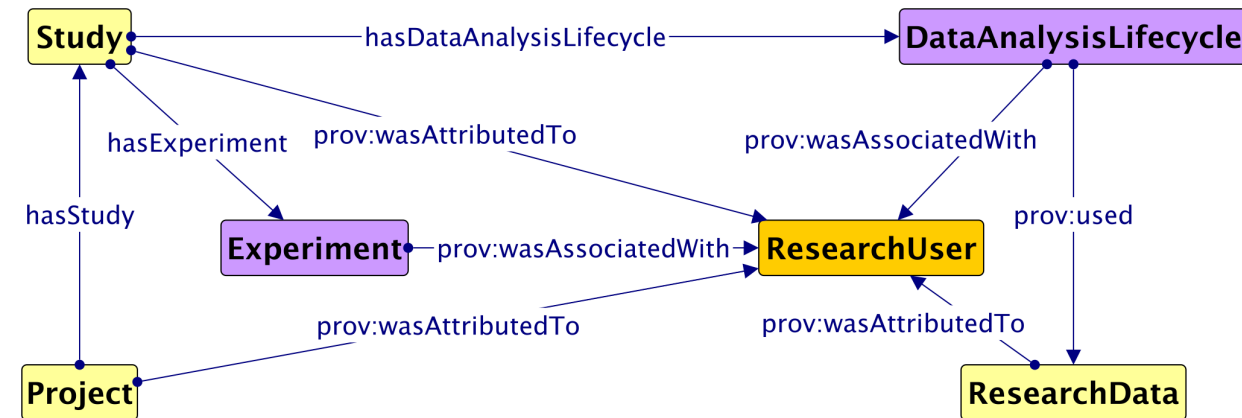 Study
hasDataAnalysisLifecycle
DataAnalysisLifecycle
hasExperiment
prov:wasAttributedTo
prov:wasAssociatedWith
hasStudy
prov:used
Experiment
prov:wasAssociatedWith
ResearchUser
prov:wasAttributedTo
prov:wasAttributedTo
Project
ResearchData